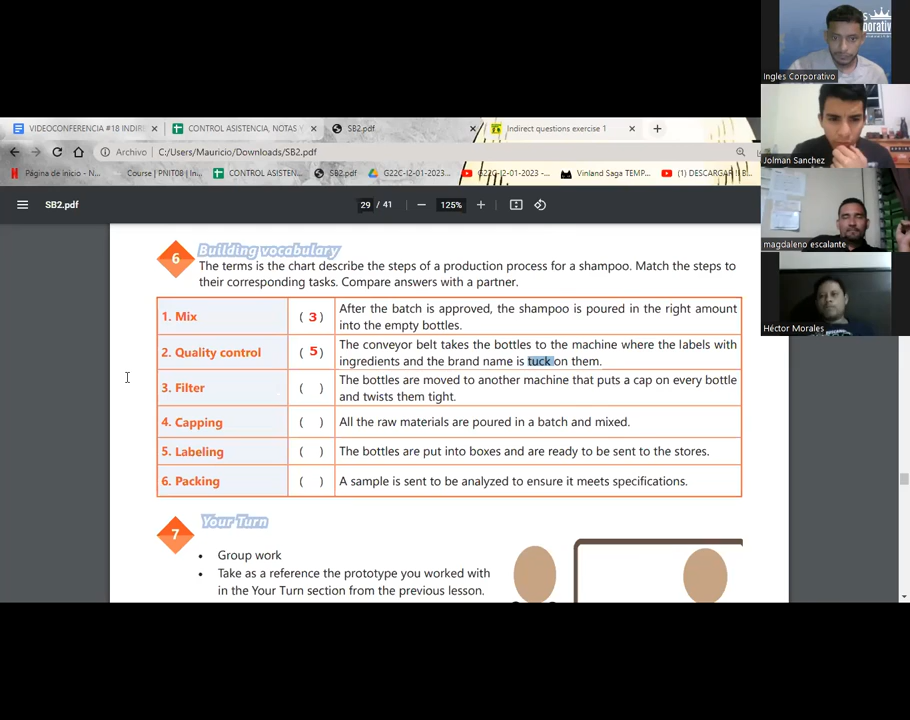 S
porativ
Ingles Corporativo
Jolman Sanchez
magdaleno escalante
Héctor Morales
VIDEOCONFERENCIA #18 INDIRE
CONTROL ASISTENCIA, NOTAS Y
SB2.pdf
Indirect questions exercise 1
Archivo
C:/Users/Mauricio/Downloads/SB2.pdf
Página de inicio - N...
Course | PNIT08 | In...
CONTROL ASISTEN...
SB2.pdf
G22C-I2-01-2023...
G22C-I2-01-2023 -...
Vinland Saga TEMP...
(1) DESCARGAR
SB2.pdf
29 / 41
125%
6
Building vocabulary
The terms is the chart describe the steps of a production process for a shampoo. Match the steps to
their corresponding tasks. Compare answers with a partner.
1. Mix
( 3 )
After the batch is approved, the shampoo is poured in the right amount
into the empty bottles.
2. Quality control
( 5 )
The conveyor belt takes the bottles to the machine where the labels with
ingredients and the brand name is tuck on them.
3. Filter
( )
The bottles are moved to another machine that puts a cap on every bottle
and twists them tight.
4. Capping
( )
All the raw materials are poured in a batch and mixed.
5. Labeling
( )
The bottles are put into boxes and are ready to be sent to the stores.
6. Packing
( )
A sample is sent to be analyzed to ensure it meets specifications.
7
Your Turn
• Group work
• Take as a reference the prototype you worked with
in the Your Turn section from the previous lesson.